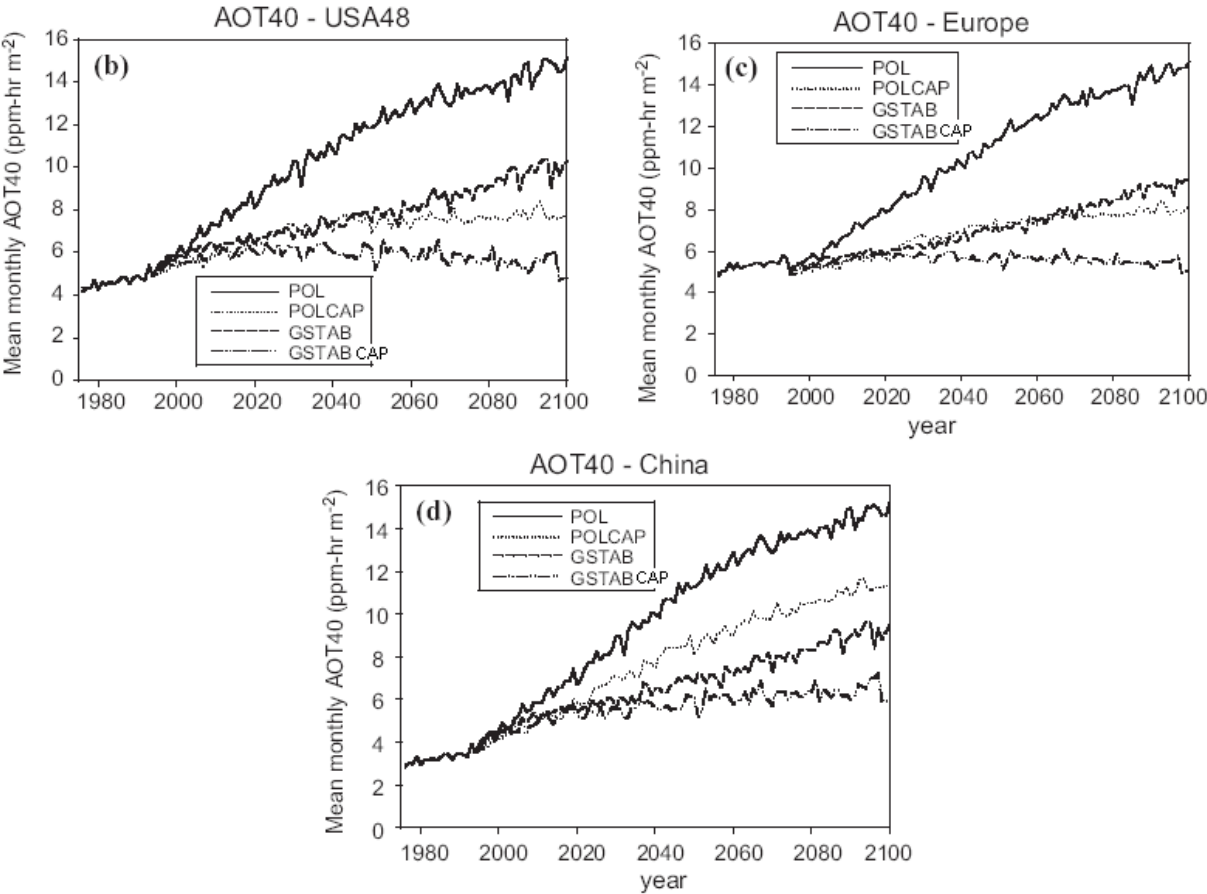 AOT40 - USA48
(b)
Mean monthly AOT40 (ppm-hr m-2)
16
14
12
10
8
6
4
2
0
POL
POLCAP
GSTAB
GSTAB CAP
1980 2000 2020 2040 2060 2080 2100
AOT40 - Europe
(c)
Mean monthly AOT40 (ppm-hr m-2)
16
14
12
10
8
6
4
2
0
POL
POLCAP
GSTAB
GSTAB CAP
1980 2000 2020 2040 2060 2080 2100
year
AOT40 - China
(d)
Mean monthly AOT40 (ppm-hr m-2)
16
14
12
10
8
6
4
2
0
POL
POLCAP
GSTAB
GSTAB CAP
1980 2000 2020 2040 2060 2080 2100
year